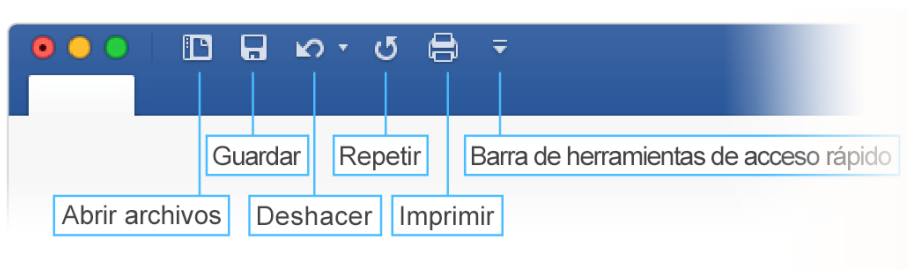 Guardar
Repetir
Barra de herramientas de acceso rápido
Abrir archivos
Deshacer
Imprimir